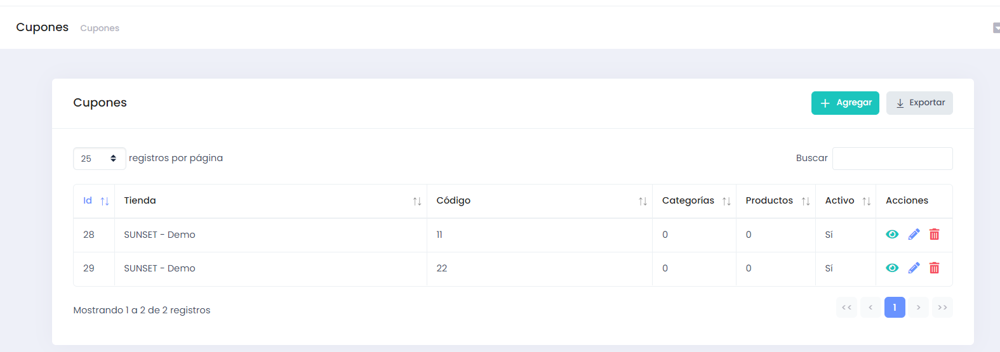 Cupones Cupones
Cupones
Agregar Exportar
25 registros por página Buscar
Id Tienda Código Categorías Productos Activo Acciones
28 SUNSET - Demo 11 0 0 Sí
29 SUNSET - Demo 22 0 0 Sí
Mostrando 1 a 2 de 2 registros << < 1 > >>